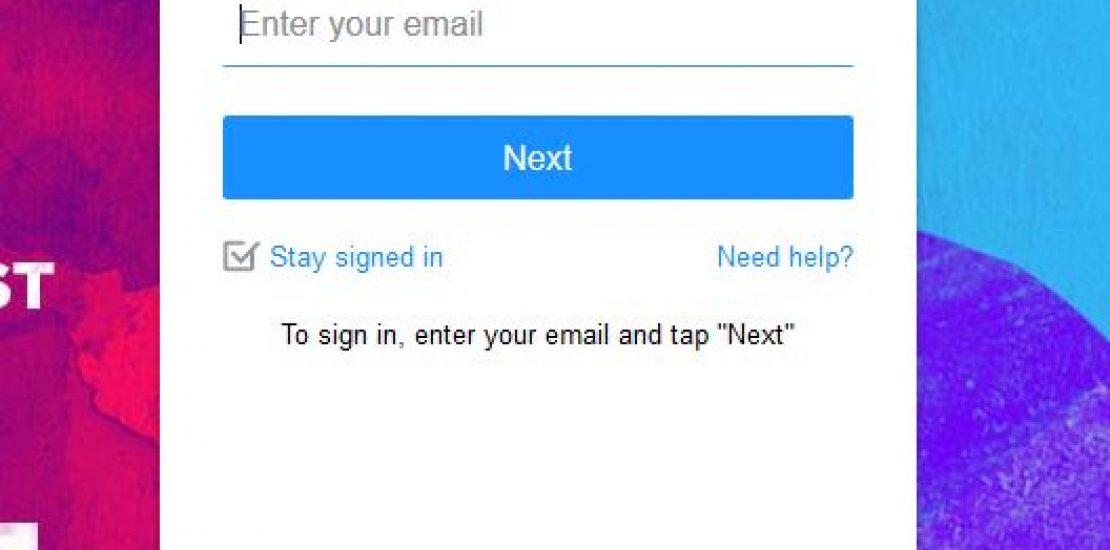 Enter your email
Next
Stay signed in
Need help?
ST
To sign in, enter your email and tap "Next"